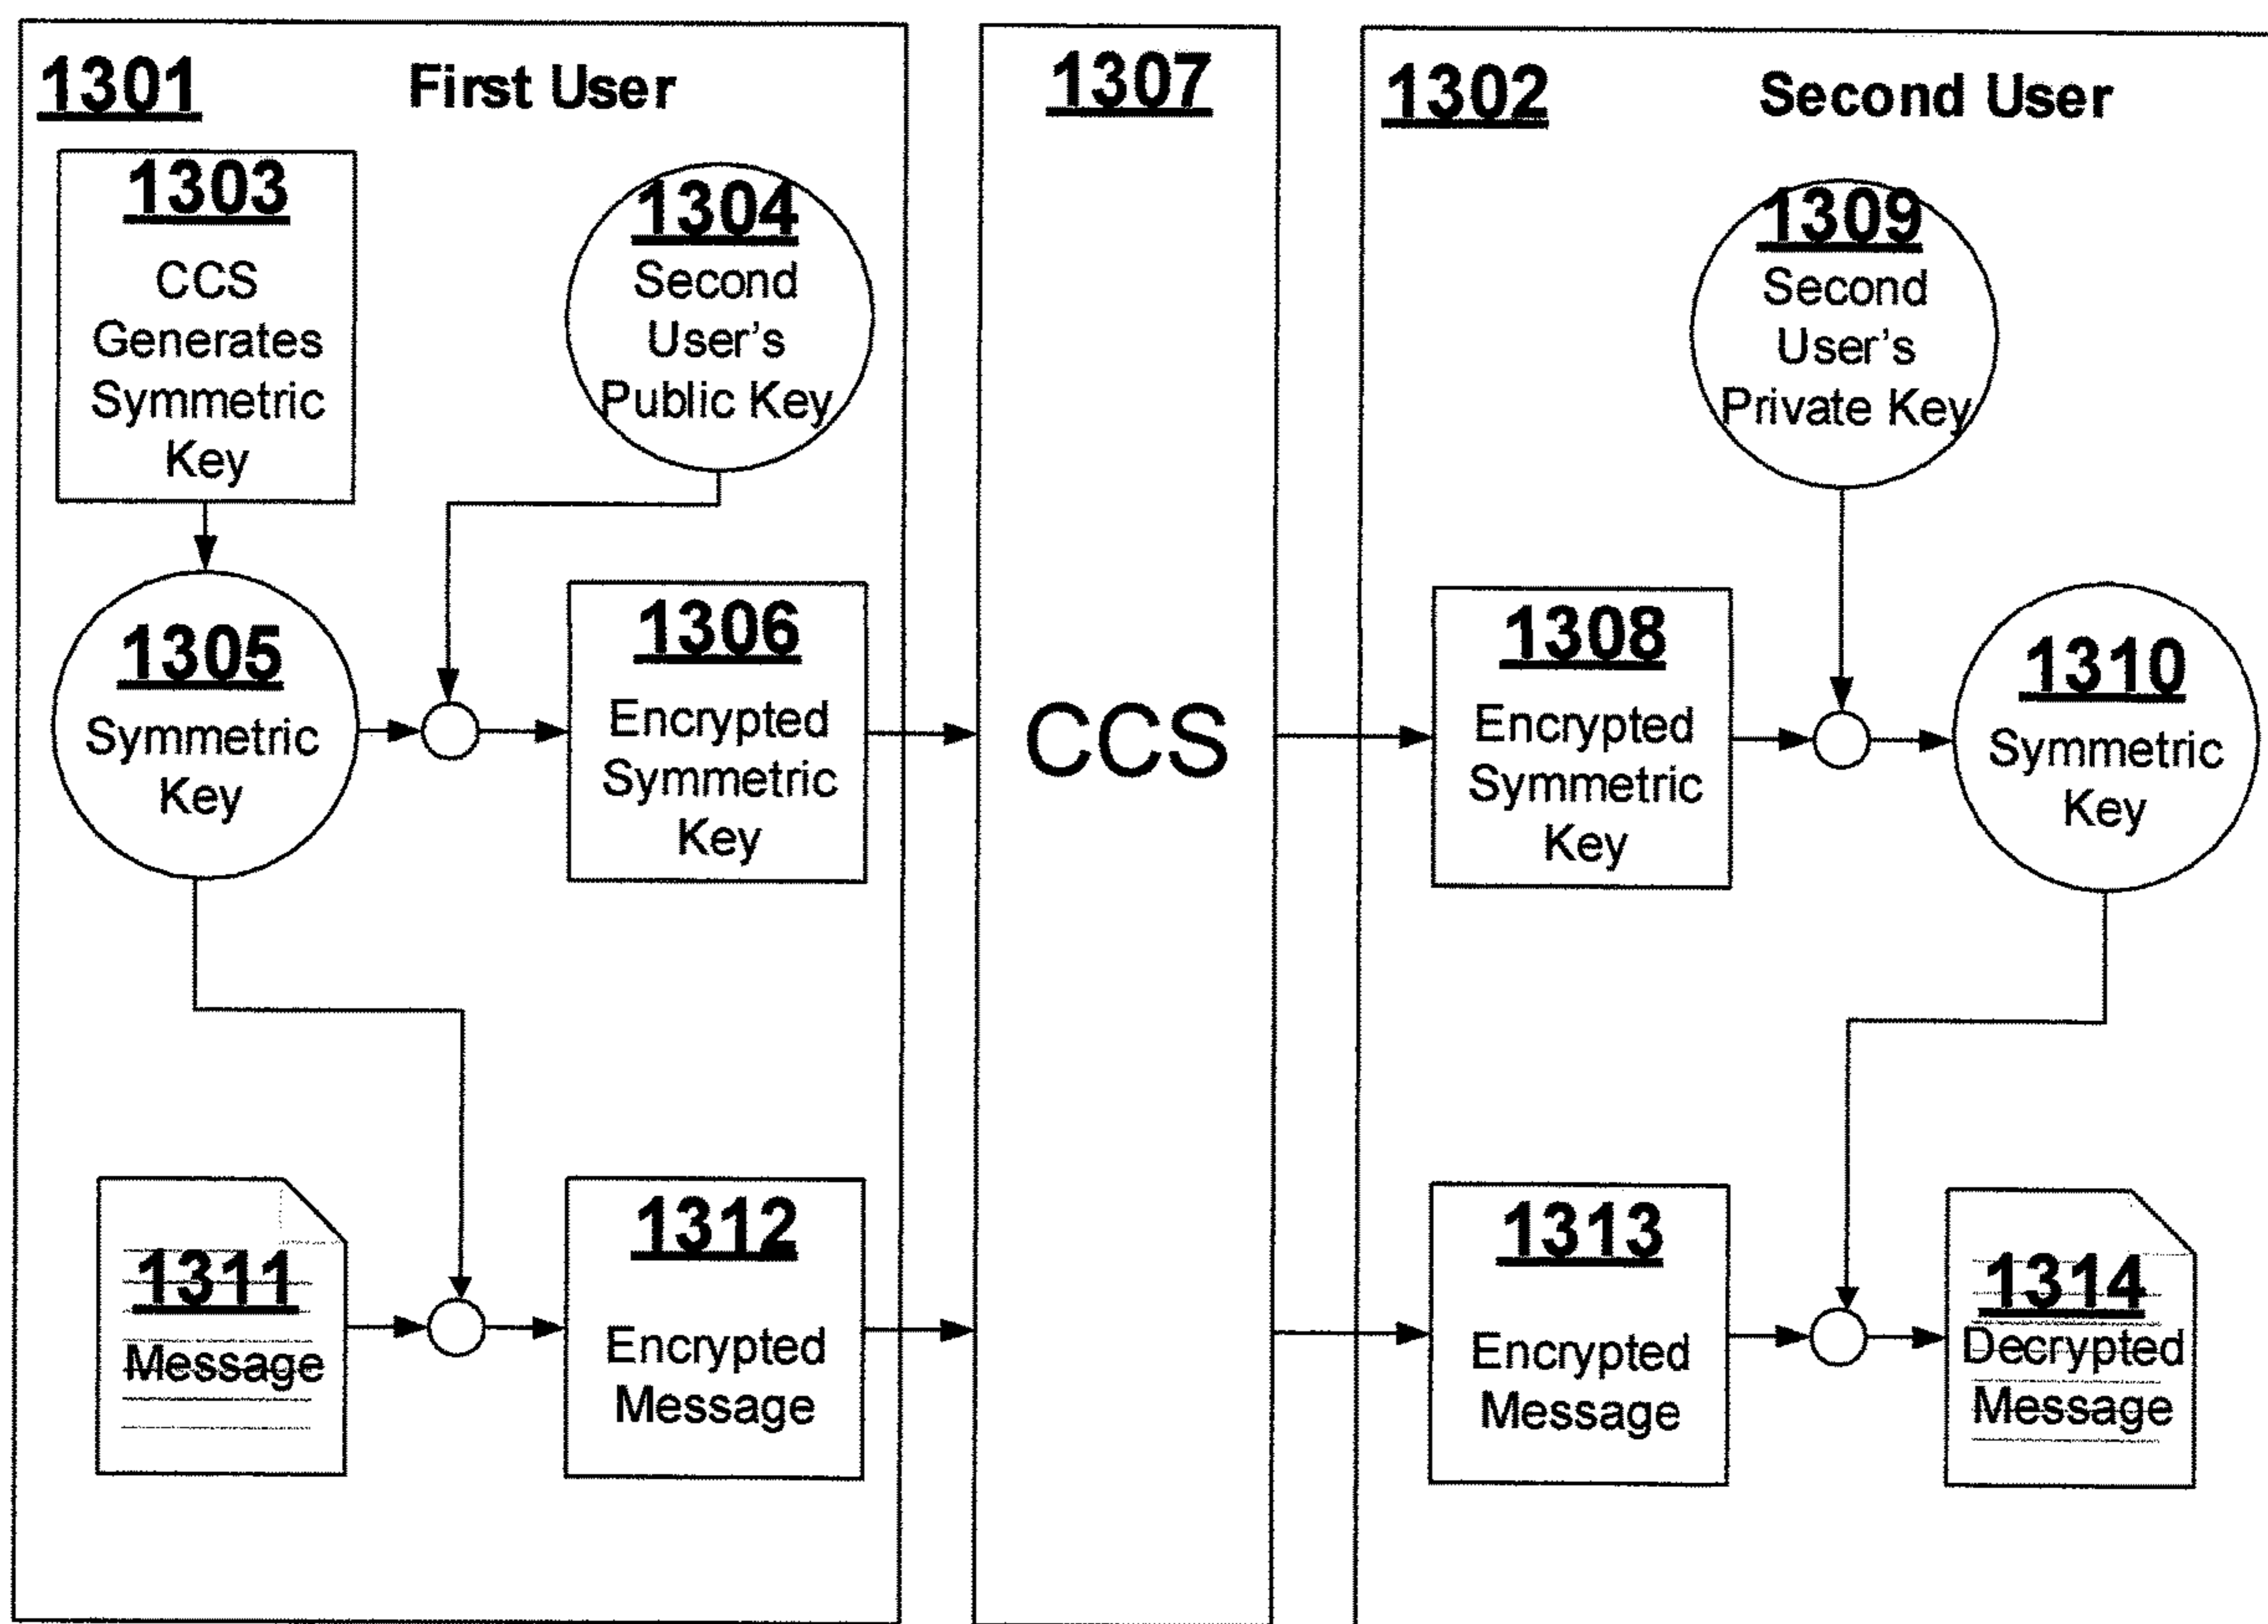 1301
First User
1303
CCS
Generates
Symmetric
Key
1304
Second
User's
Public Key
1305
Symmetric
Key
1306
Encrypted
Symmetric
Key
1311
Message
1312
Encrypted
Message
1307
CCS
1302
Second User
1309
Second
User's
Private Key
1308
Encrypted
Symmetric
Key
1310
Symmetric
Key
1313
Encrypted
Message
1314
Decrypted
Message